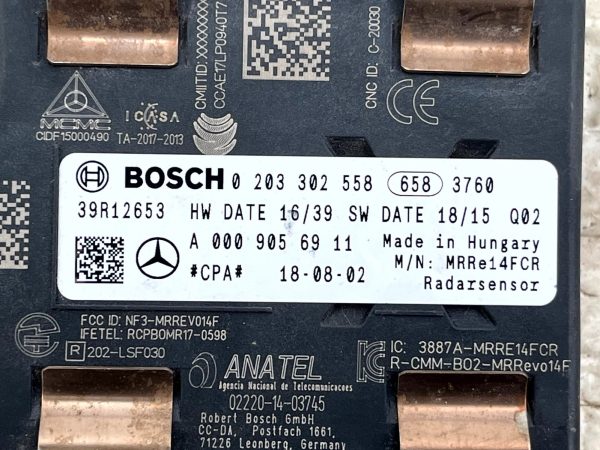 CMIITID:XXXXXXXX
CCAE17LP0940T7
CNC ID: C-20030
MCMC
CIDF15000490
ICASA
TA-2017-2013
BOSCH 0 203 302 558 658 3760
39R12653 HW DATE 16/39 SW DATE 18/15 Q02
A 000 905 69 11 Made in Hungary
#CPA# 18-08-02 M/N: MRRe14FCR
Radarsensor
FCC ID: NF3-MRREVO14F
IFETEL: RCPBOMR17-0598
R 202-LSF030
ANATEL
Agencia Nacional de Telecomunicacoes
02220-14-03745
Robert Bosch GmbH
CC-DA, Postfach 1661,
71226 Leonberg, Germany
IC: 3887A-MRRE14FCR
R-CMM-B02-MRRevo14F